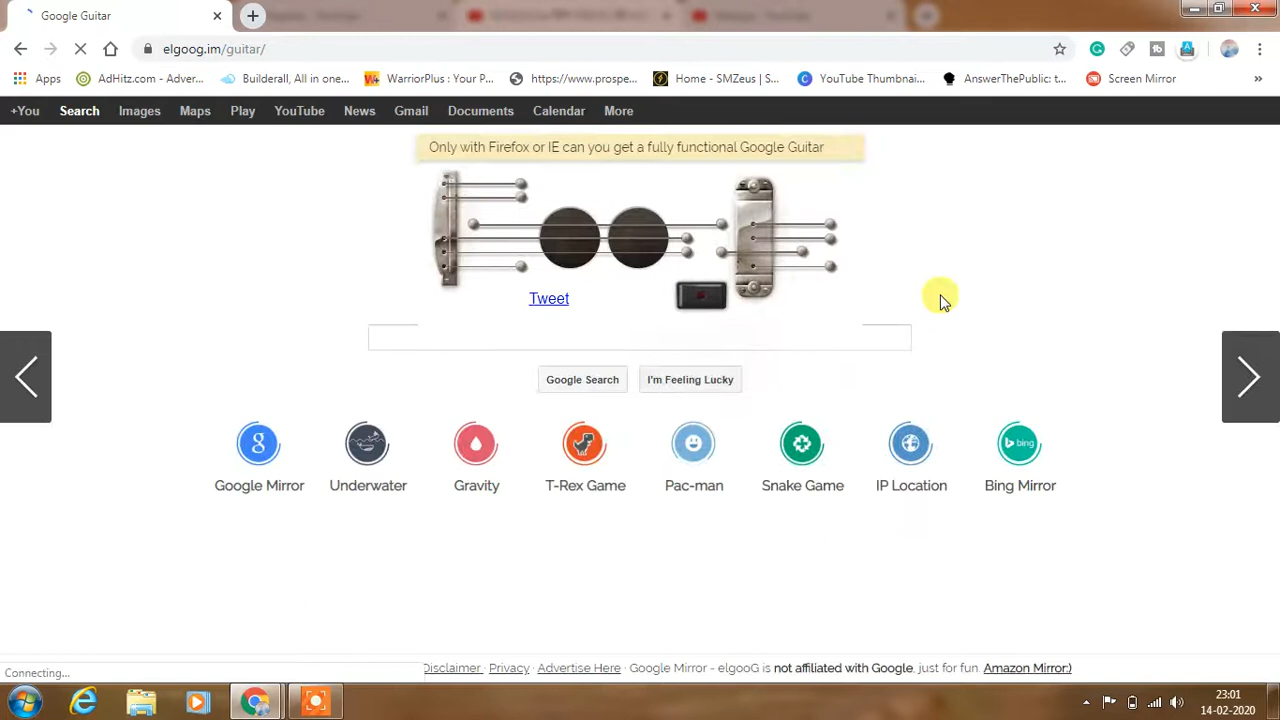 Google Guitar
elgoog.im/guitar/
Apps AdHitz.com - Adver... Builderall, All in one... WarriorPlus : Your P... https://www.prospe... Home - SMZeus | S... YouTube Thumbnai... AnswerThePublic: t... Screen Mirror »
+You Search Images Maps Play YouTube News Gmail Documents Calendar More
Only with Firefox or IE can you get a fully functional Google Guitar
Tweet
Google Search I'm Feeling Lucky
g bing
Google Mirror Underwater Gravity T-Rex Game Pac-man Snake Game IP Location Bing Mirror
Connecting... Disclaimer · Privacy · Advertise Here · Google Mirror - elgooG is not affiliated with Google, just for fun. Amazon Mirror:)
23:01
14-02-2020